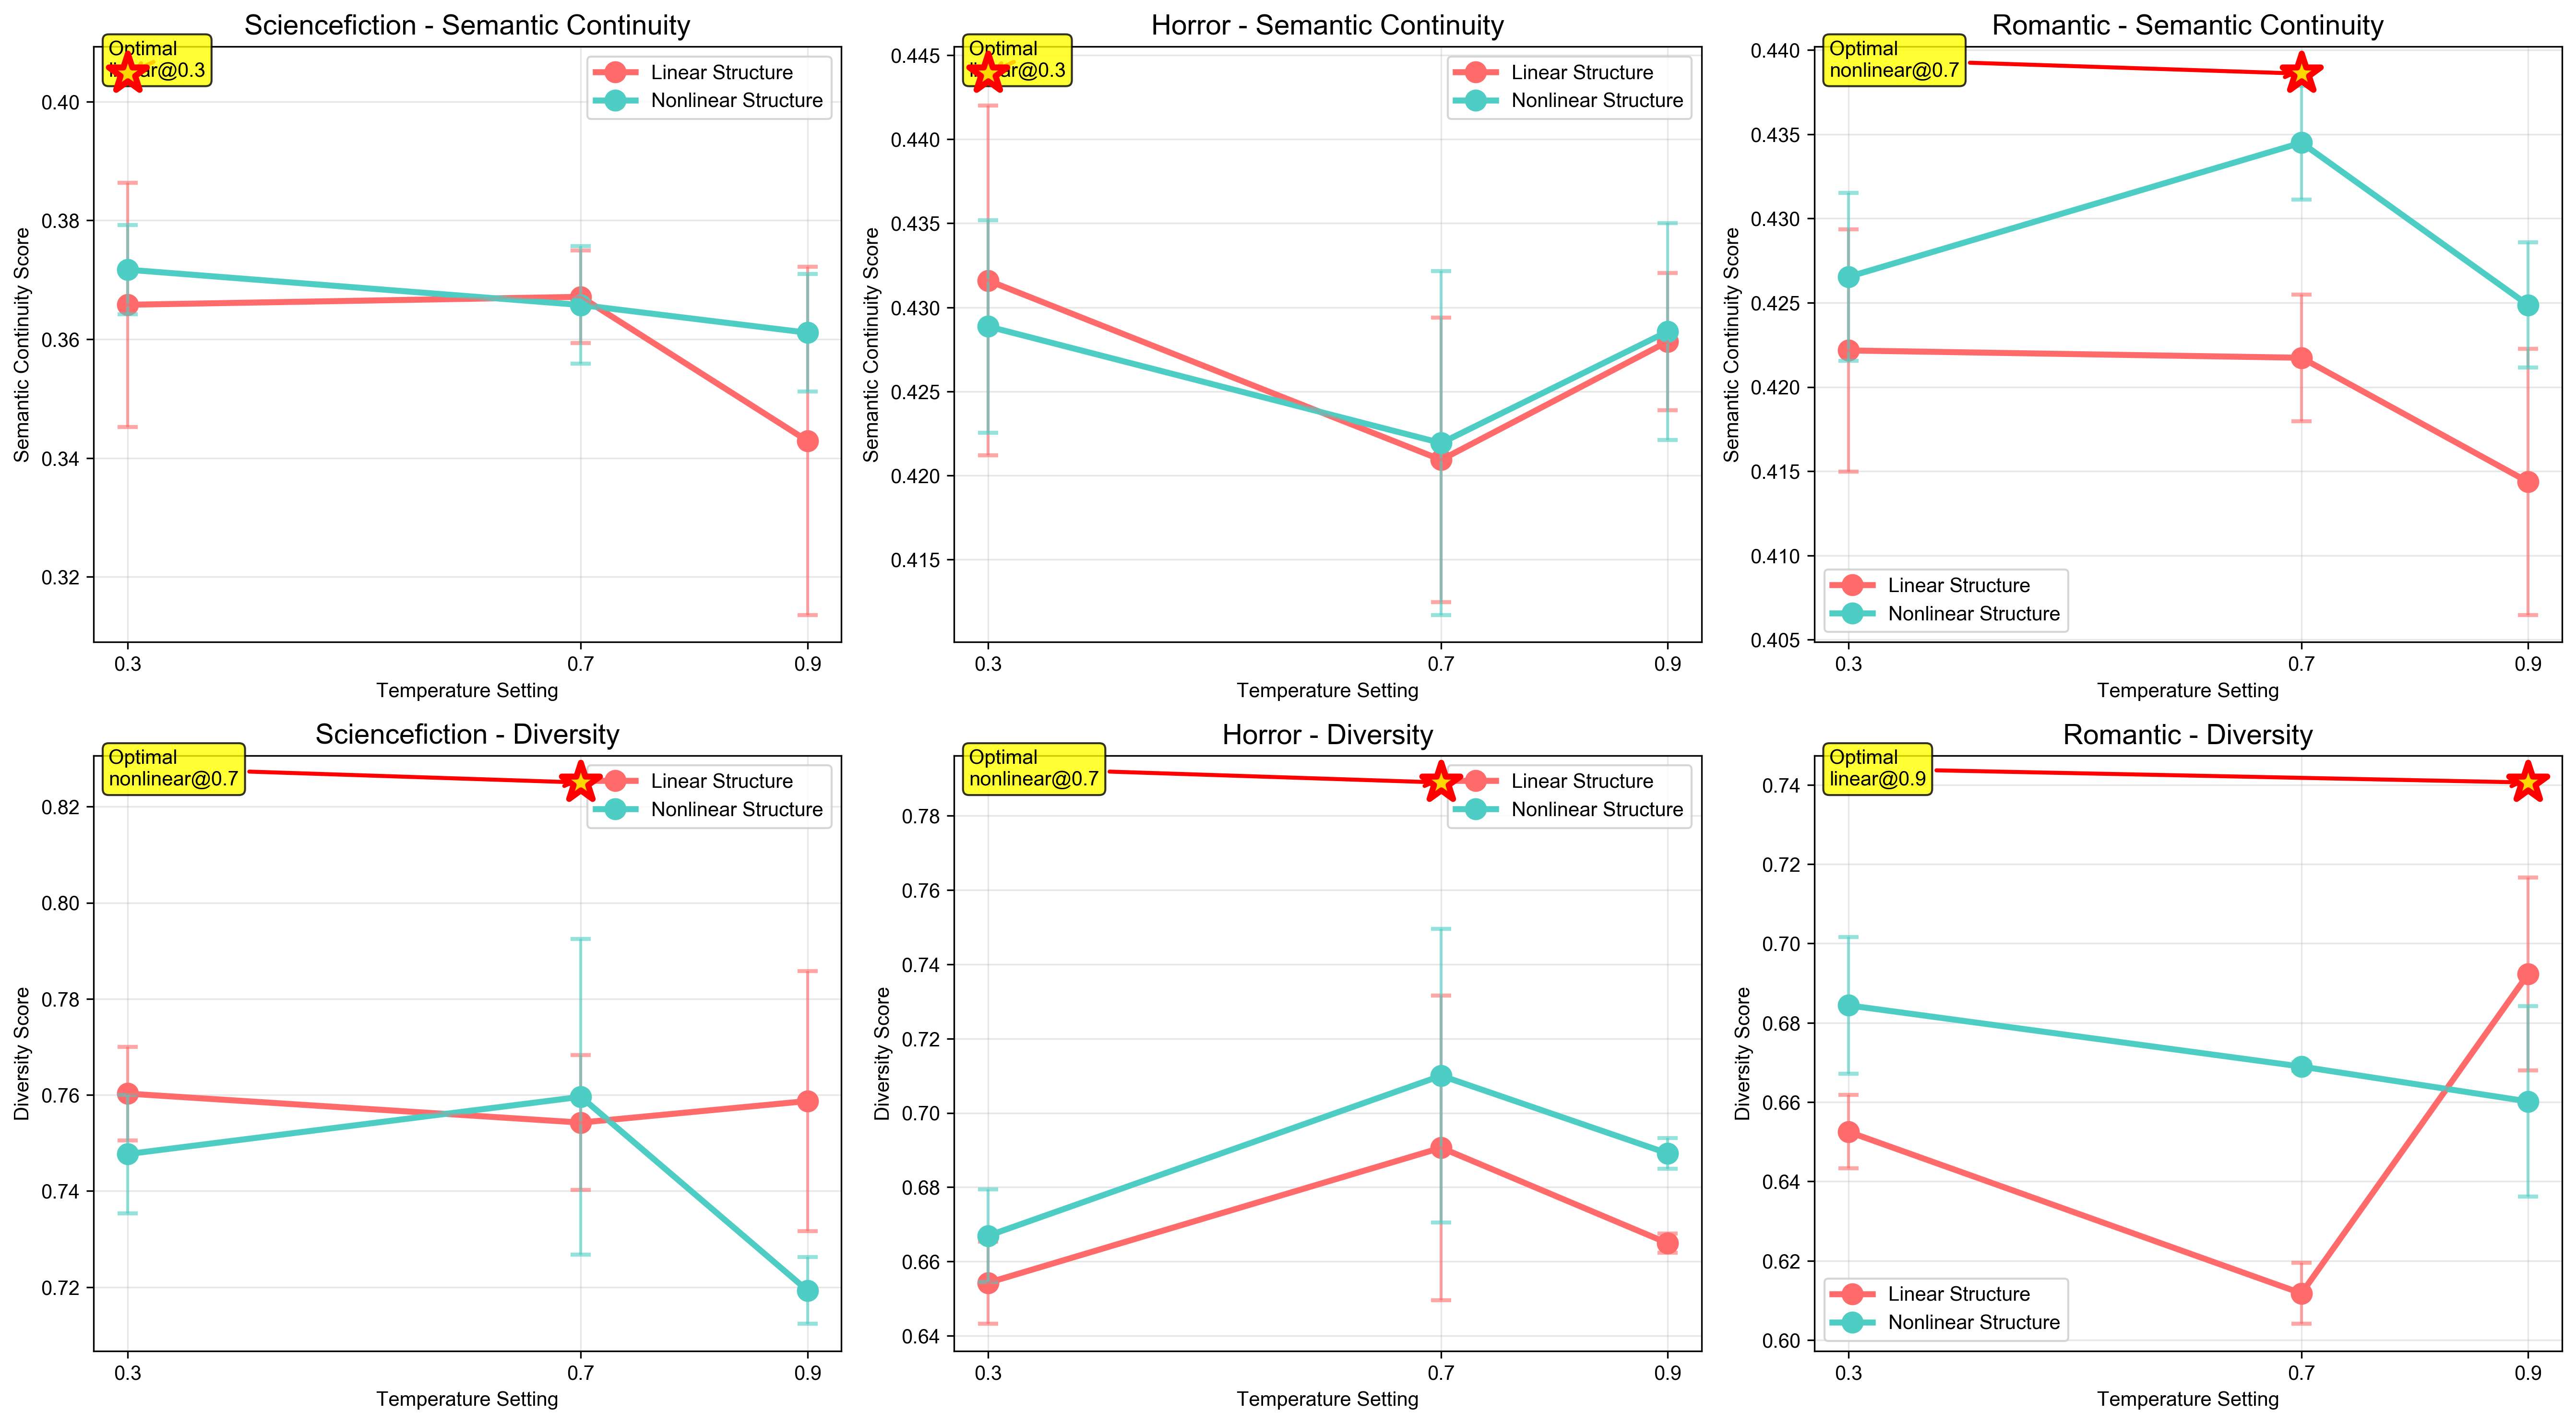 Sciencefiction - Semantic Continuity
Optimal
Linear Structure
Nonlinear Structure
0.40
0.38
0.36
0.34
0.32
Semantic Continuity Score
0.3
0.7
0.9
Temperature Setting
Horror - Semantic Continuity
Optimal
Linear Structure
Nonlinear Structure
0.445
0.440
0.435
0.430
0.425
0.420
0.415
Semantic Continuity Score
0.3
0.7
0.9
Temperature Setting
Romantic - Semantic Continuity
Optimal
nonlinear@0.7
0.440
0.435
0.430
0.425
0.420
0.415
0.410
0.405
Semantic Continuity Score
Linear Structure
Nonlinear Structure
0.3
0.7
0.9
Temperature Setting
Sciencefiction - Diversity
Optimal
nonlinear@0.7
Linear Structure
Nonlinear Structure
0.82
0.80
0.78
0.76
0.74
0.72
Diversity Score
0.3
0.7
0.9
Temperature Setting
Horror - Diversity
Optimal
nonlinear@0.7
Linear Structure
Nonlinear Structure
0.78
0.76
0.74
0.72
0.70
0.68
0.66
0.64
Diversity Score
0.3
0.7
0.9
Temperature Setting
Romantic - Diversity
Optimal
linear@0.9
0.74
0.72
0.70
0.68
0.66
0.64
0.62
0.60
Diversity Score
Linear Structure
Nonlinear Structure
0.3
0.7
0.9
Temperature Setting